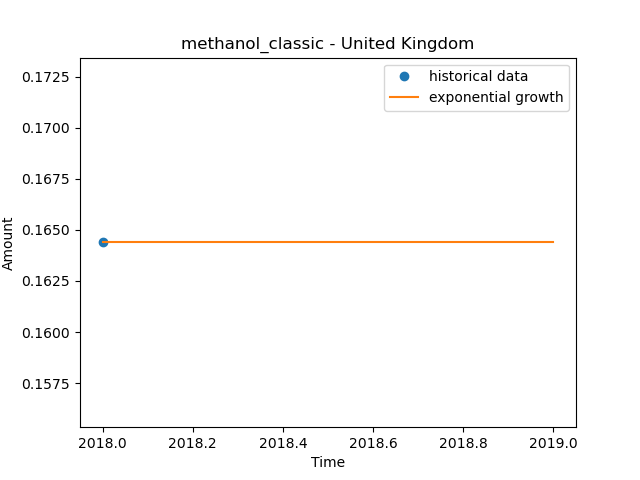 methanol_classic - United Kingdom
historical data
exponential growth
Amount
0.1725
0.1700
0.1675
0.1650
0.1625
0.1600
0.1575
2018.0 2018.2 2018.4 2018.6 2018.8 2019.0
Time